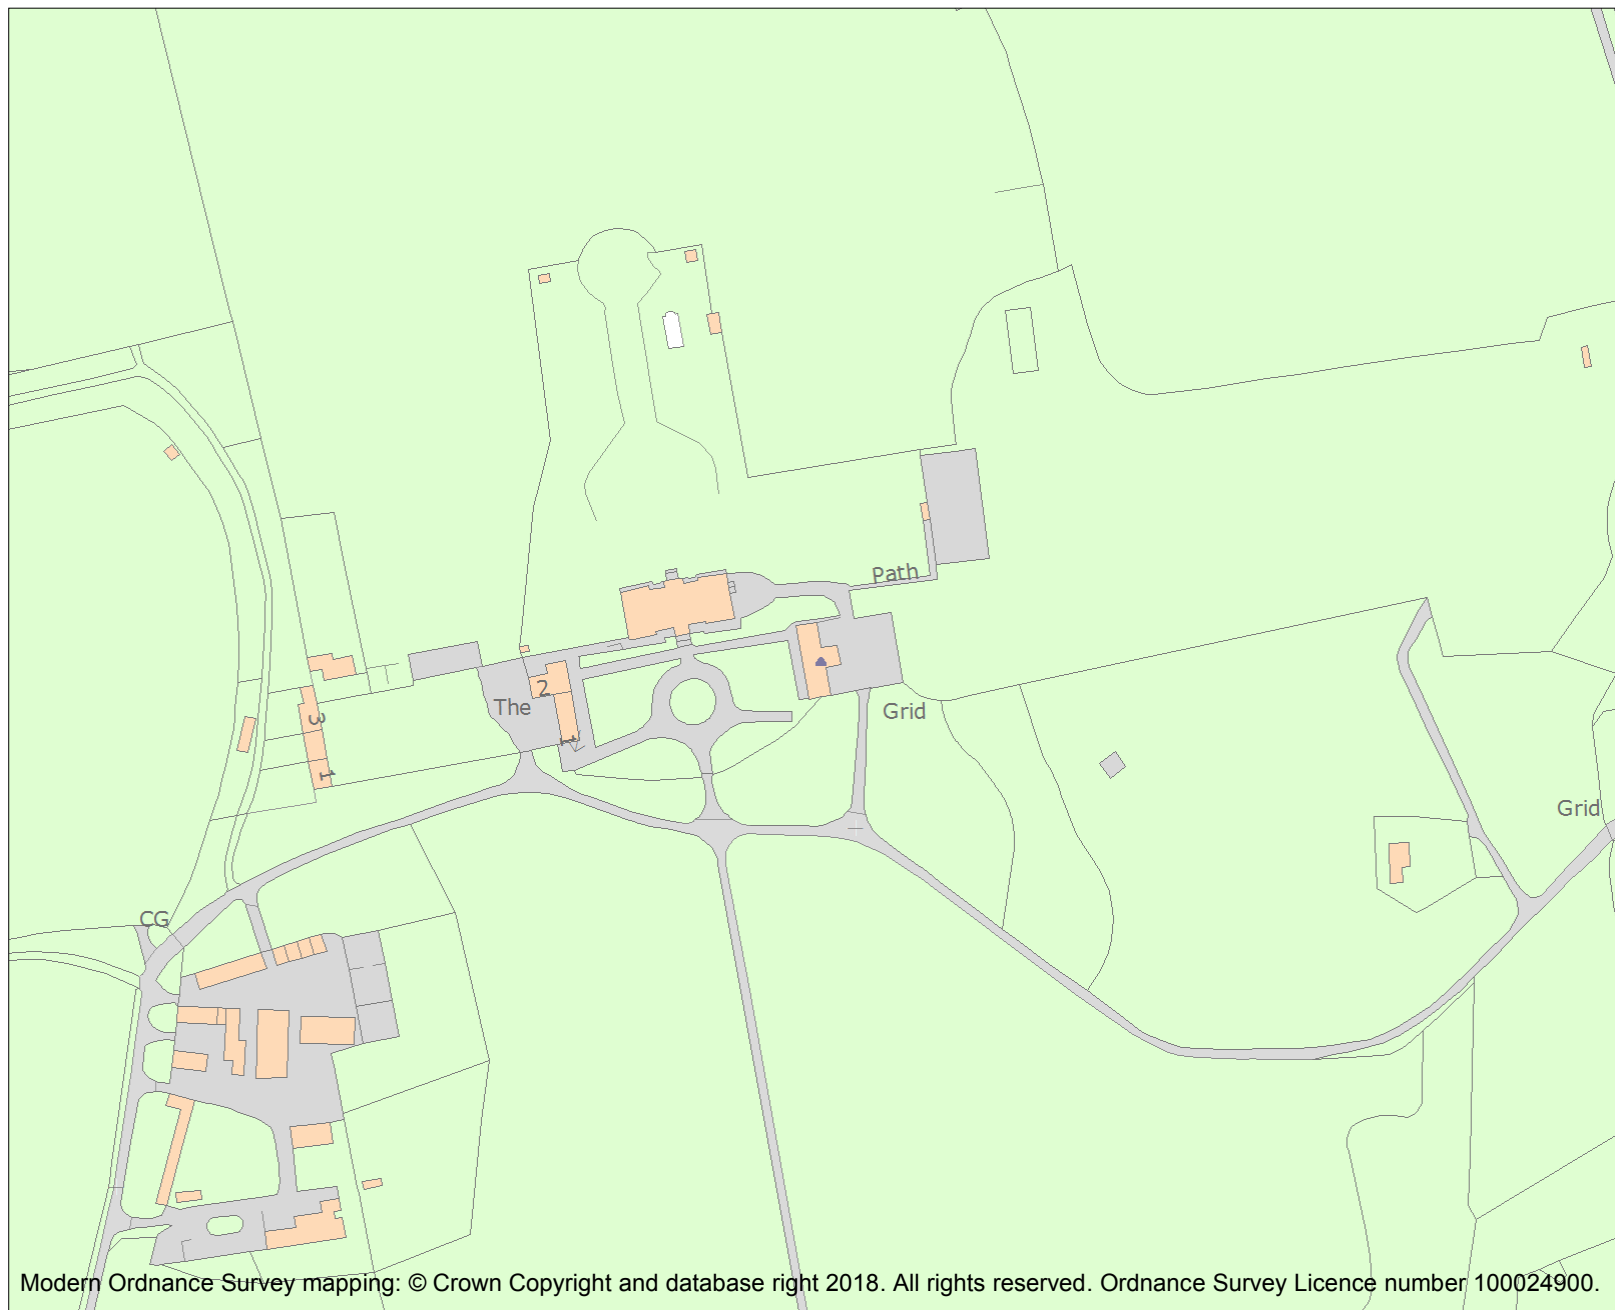 Path
2
The
3
Grid
1
1
Grid
CG
Modern Ordnance Survey mapping: © Crown Copyright and database right 2018. All rights reserved. Ordnance Survey Licence number 100024900.